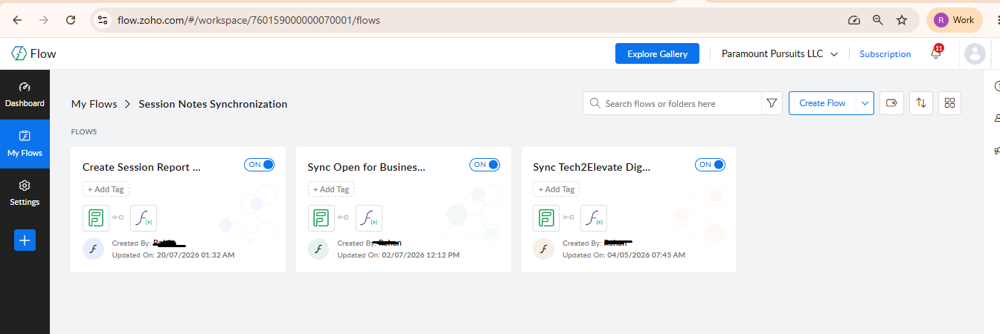 flow.zoho.com/#/workspace/760159000000070001/flows
R Work
Flow
Explore Gallery
Paramount Pursuits LLC
Subscription
11
Dashboard
My Flows > Session Notes Synchronization
Search flows or folders here
Create Flow
FLOWS
My Flows
Settings
Create Session Report ...
ON
+ Add Tag
Created By:
Updated On: 20/07/2026 01:32 AM
Sync Open for Busines...
ON
+ Add Tag
Created By:
Updated On: 02/07/2026 12:12 PM
Sync Tech2Elevate Dig...
ON
+ Add Tag
Created By:
Updated On: 04/05/2026 07:45 AM